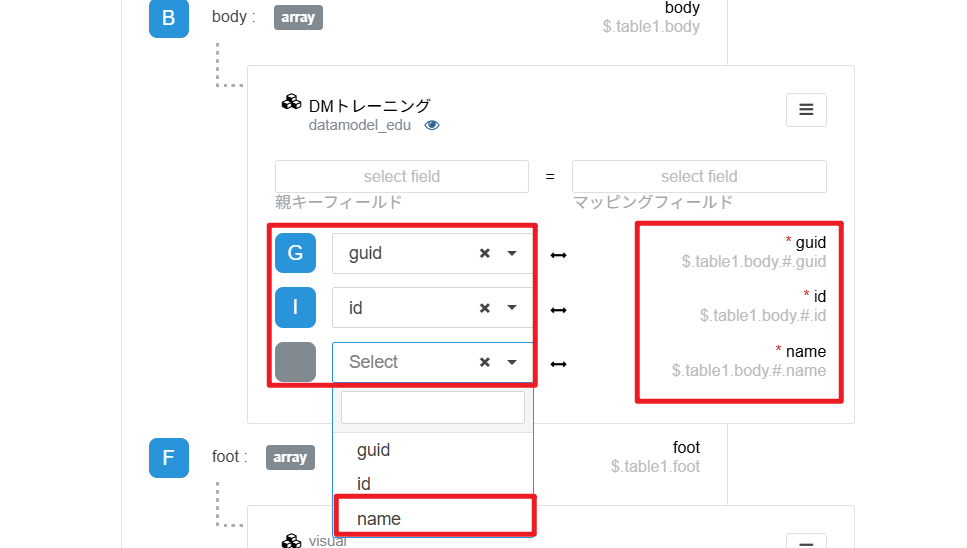 B body : array body
$.table1.body
DMトレーニング
datamodel_edu
select field = select field
親キーフィールド マッピングフィールド
G guid * guid
$.table1.body.#.guid
I id * id
$.table1.body.#.id
Select * name
$.table1.body.#.name
guid
id
name
F foot : array foot
$.table1.foot
visual